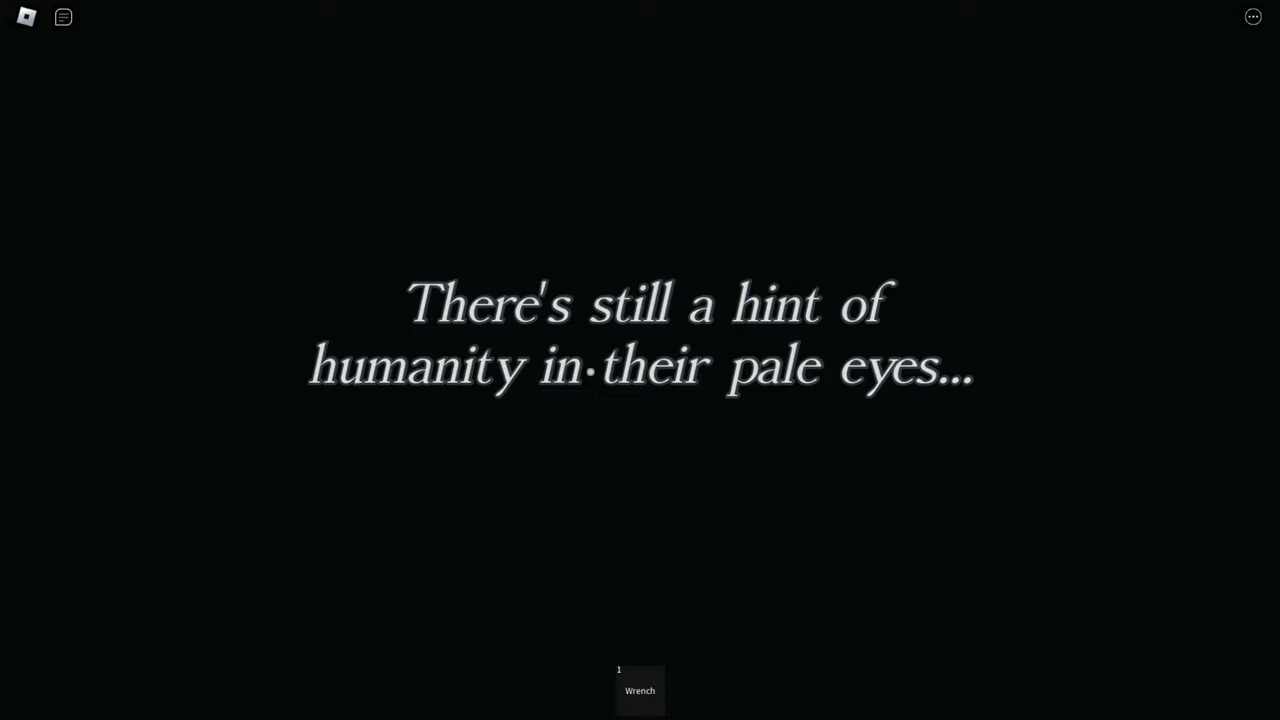 There's still a hint of
humanity in their pale eyes...
1
Wrench